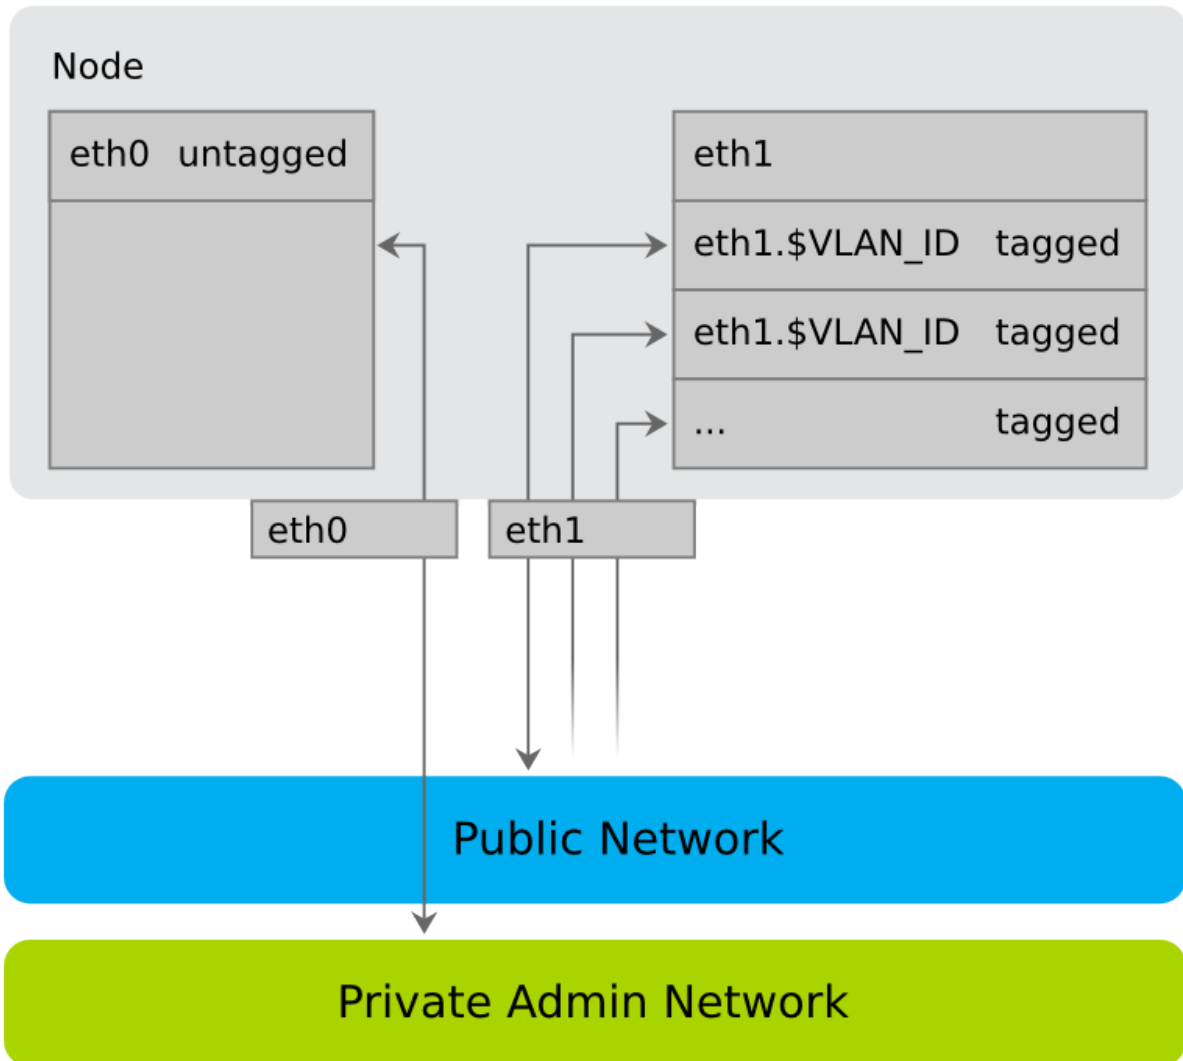 Node
eth0 untagged
eth1
eth1.$VLAN_ID tagged
eth1.$VLAN_ID tagged
... tagged
eth0
eth1
Public Network
Private Admin Network